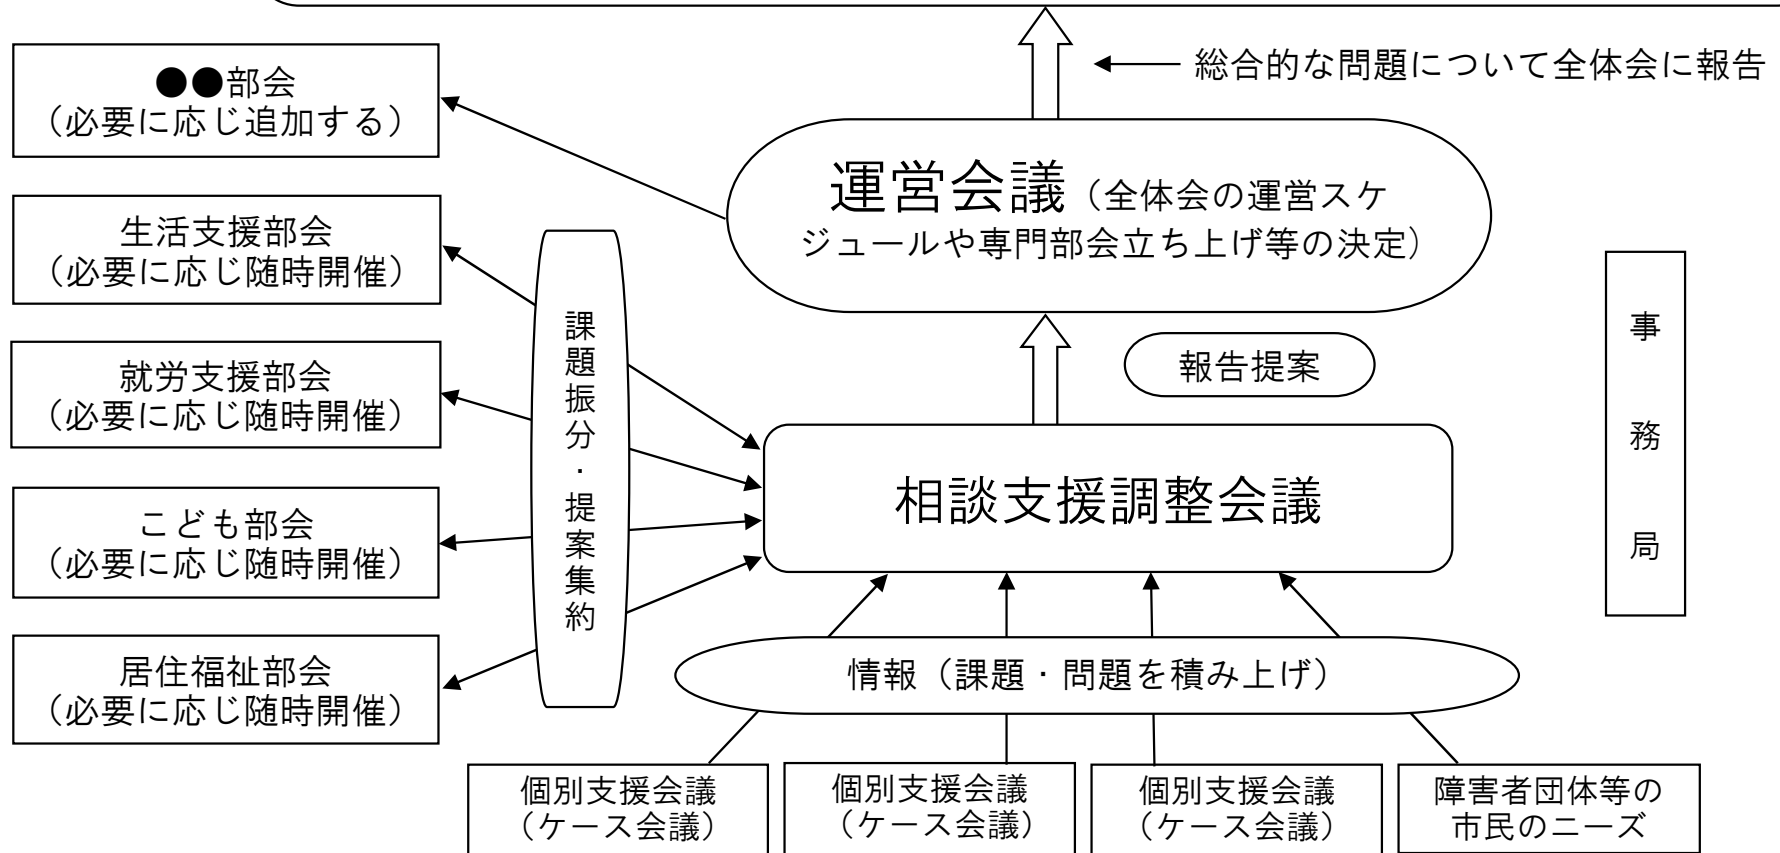 総合的な問題について全体会に報告
●●部会
（必要に応じ追加する）
運営会議（全体会の運営スケ
ジュールや専門部会立ち上げ等の決定）
生活支援部会
（必要に応じ随時開催）
就労支援部会
（必要に応じ随時開催）
こども部会
（必要に応じ随時開催）
居住福祉部会
（必要に応じ随時開催）
課題振分・提案集約
報告提案
相談支援調整会議
事務局
情報（課題・問題を積み上げ）
個別支援会議
（ケース会議）
個別支援会議
（ケース会議）
個別支援会議
（ケース会議）
障害者団体等の
市民のニーズ